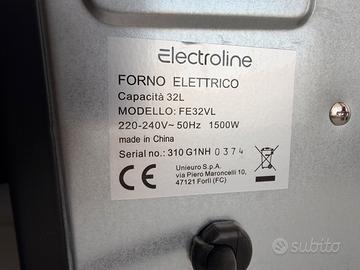 electroline
FORNO ELETTRICO
Capacità 32L
MODELLO: FE32VL
220-240V~ 50Hz 1500W
made in China
Serial no.: 310 G1NH 0374
CE
Unieuro S.p.A.
via Piero Maroncelli 10,
47121 Forlì (FC)
subito